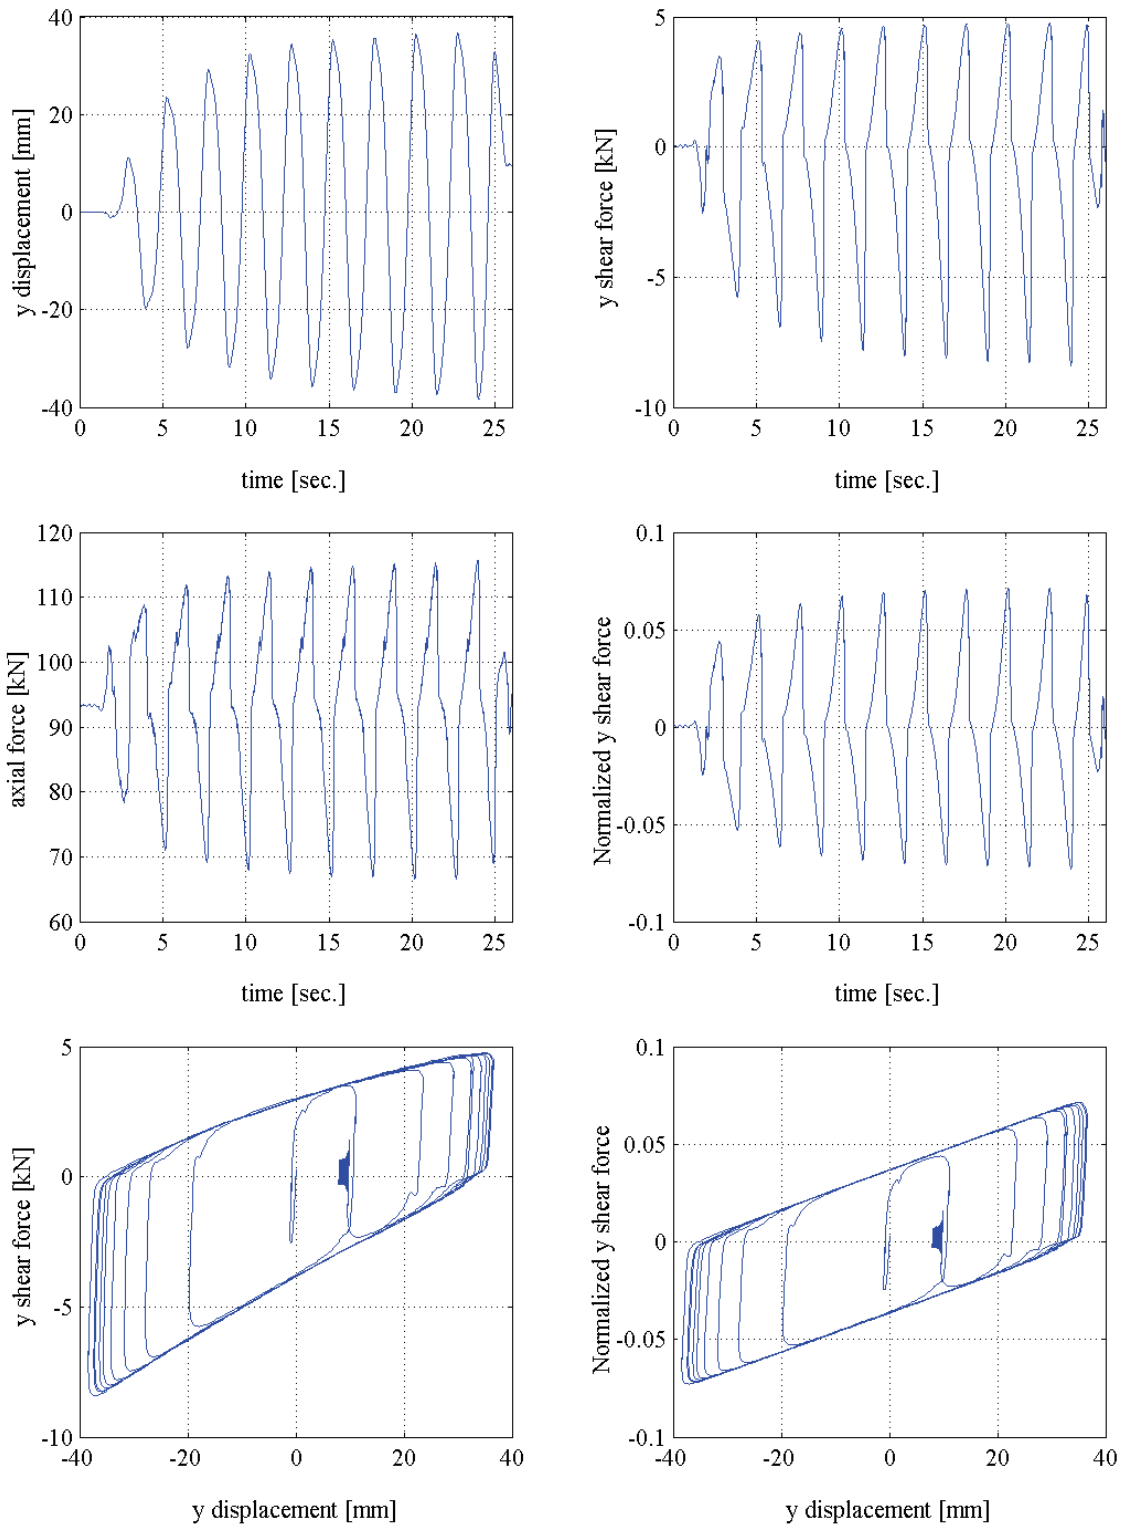 40
20
0
-20
-40
y displacement [mm]
0 5 10 15 20 25
time [sec.]
5
0
-5
-10
y shear force [kN]
0 5 10 15 20 25
time [sec.]
120
110
100
90
80
70
60
axial force [kN]
0 5 10 15 20 25
time [sec.]
0.1
0.05
0
-0.05
-0.1
Normalized y shear force
0 5 10 15 20 25
time [sec.]
5
0
-5
-10
y shear force [kN]
-40 -20 0 20 40
y displacement [mm]
0.1
0.05
0
-0.05
-0.1
Normalized y shear force
-40 -20 0 20 40
y displacement [mm]